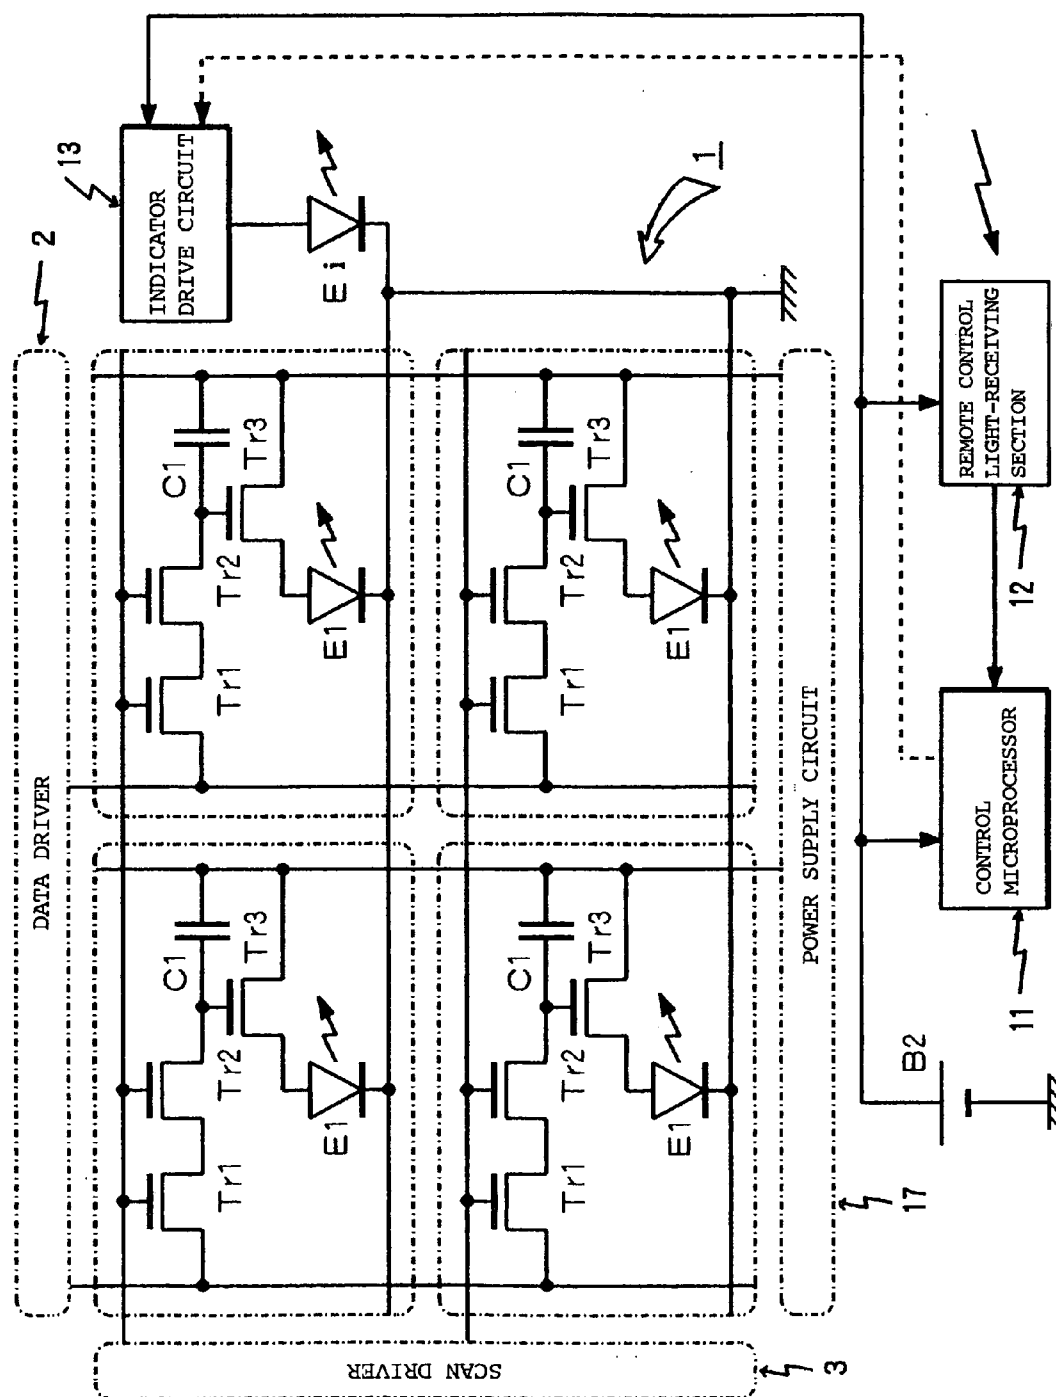 DATA DRIVER
2
13
INDICATOR
DRIVE CIRCUIT
Tr1
Tr2
C1
Tr3
E1
Tr1
Tr2
C1
Tr3
E1
Ei
1
Tr1
Tr2
C1
Tr3
E1
Tr1
Tr2
C1
Tr3
E1
SCAN DRIVER
3
POWER SUPPLY CIRCUIT
17
B2
CONTROL
MICROPROCESSOR
11
REMOTE CONTROL
LIGHT-RECEIVING
SECTION
12